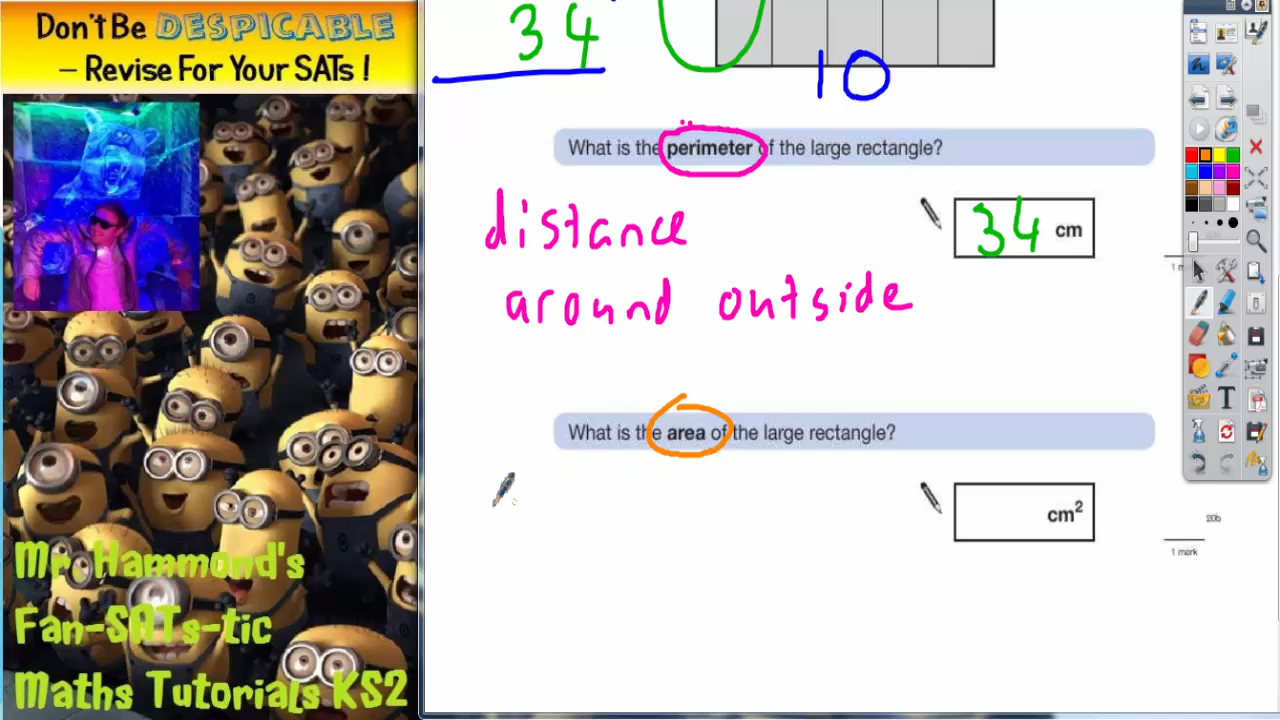 Don't Be DESPICABLE
– Revise For Your SATs !
34
10
What is the perimeter of the large rectangle?
distance
34 cm
around outside
1 m
What is the area of the large rectangle?
cm²
20b
1 mark
Mr. Hammond's
Fan-SATs-tic
Maths Tutorials KS2